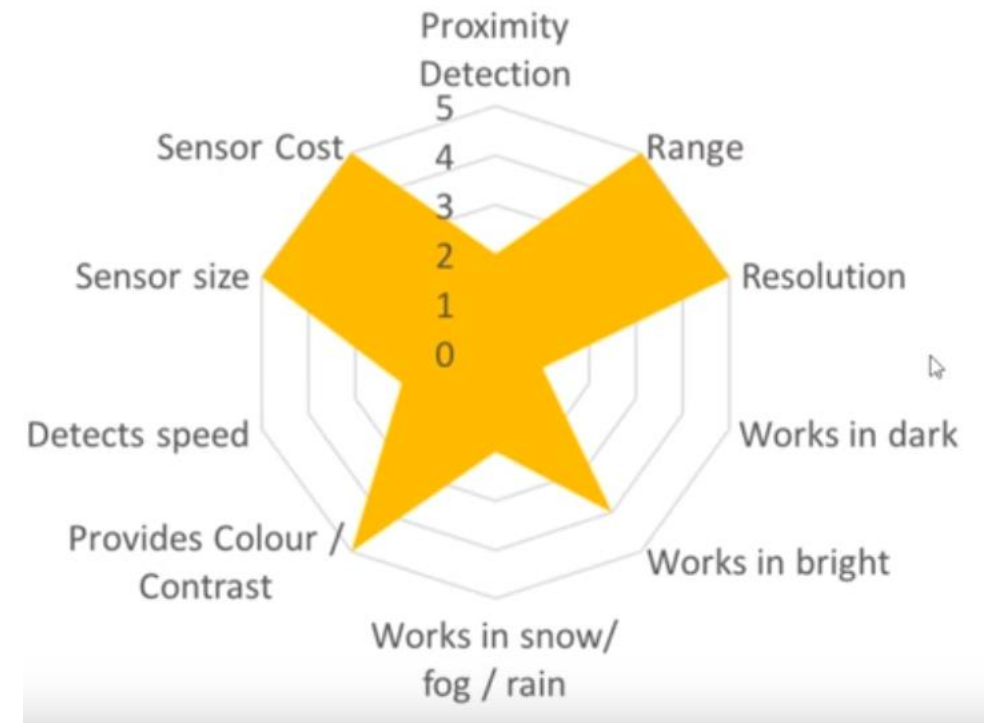 Proximity
Detection
5
Sensor Cost
4
Range
3
2
Sensor size
Resolution
1
0
Detects speed
Works in dark
Provides Colour /
Contrast
Works in bright
Works in snow/
fog / rain